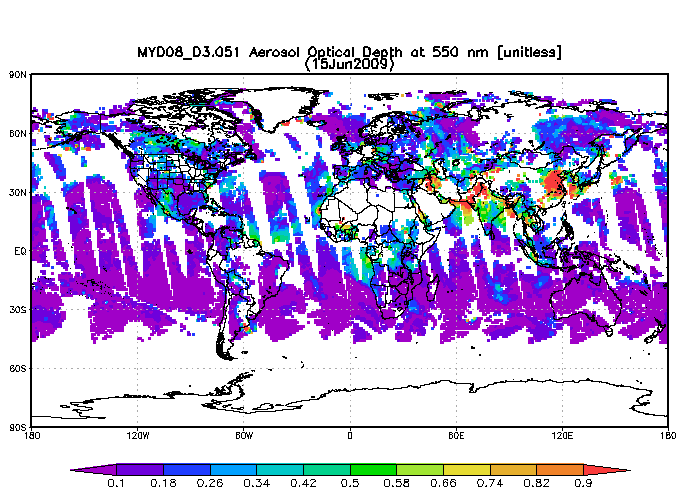 MYD08_D3.051 Aerosol Optical Depth at 550 nm [unitless]
(15Jun2009)
90N
60N
30N
EQ
30S
60S
90S
180 120W 60W 0 60E 120E 180
0.1 0.18 0.26 0.34 0.42 0.5 0.58 0.66 0.74 0.82 0.9